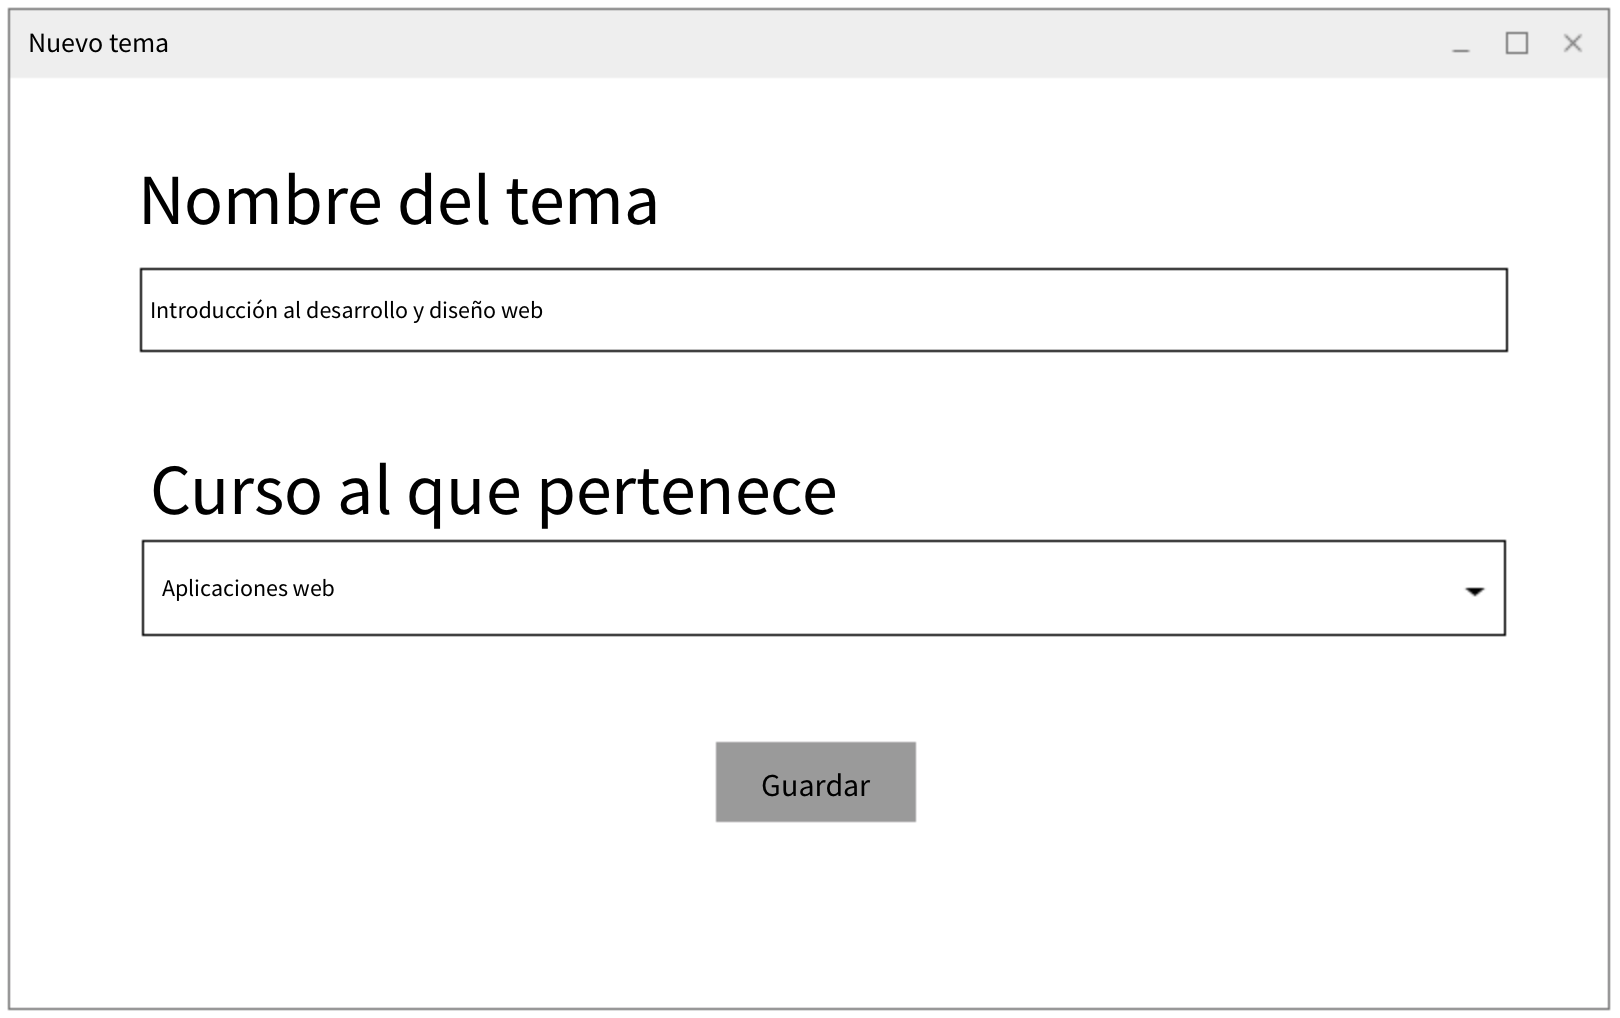 Nuevo tema
Nombre del tema
Introducción al desarrollo y diseño web
Curso al que pertenece
Aplicaciones web
Guardar